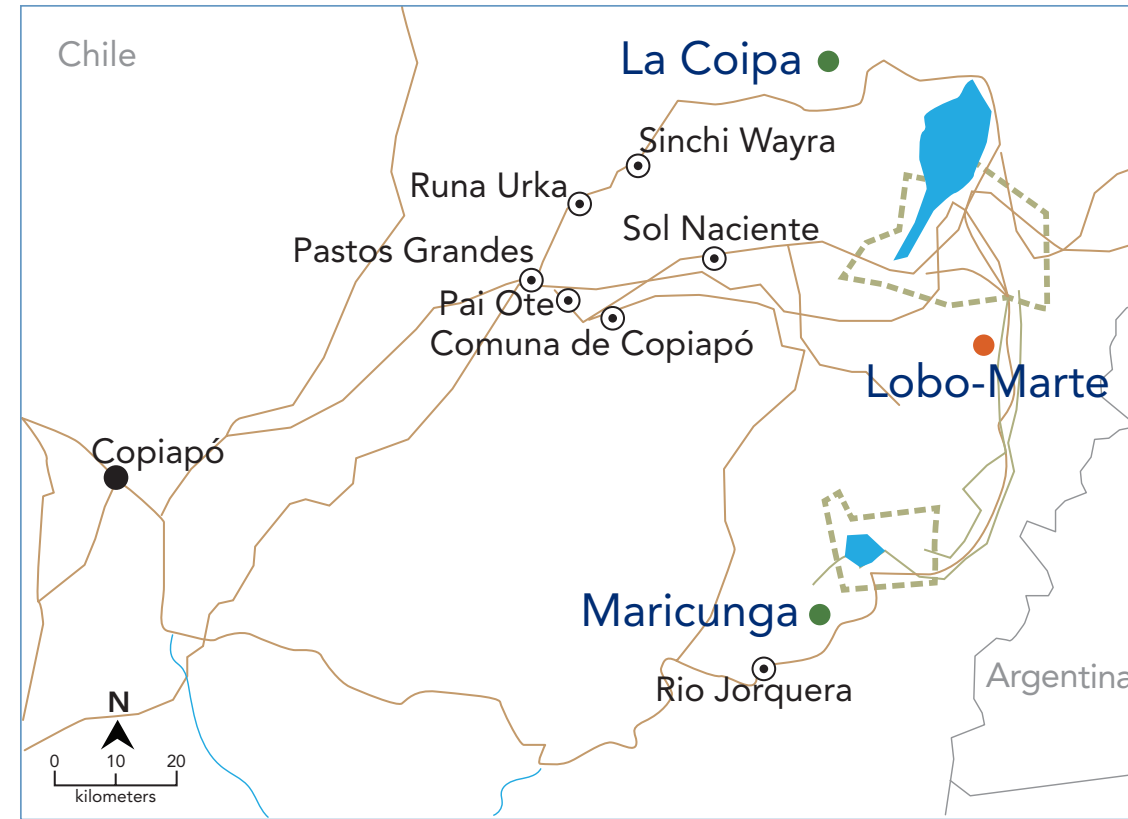 Chile
La Coipa
Sinchi Wayra
Runa Urka
Sol Naciente
Pastos Grandes
Pai Ote
Comuna de Copiapó
Lobo-Marte
Copiapó
Maricunga
Rio Jorquera
Argentina
N
0 10 20
kilometers